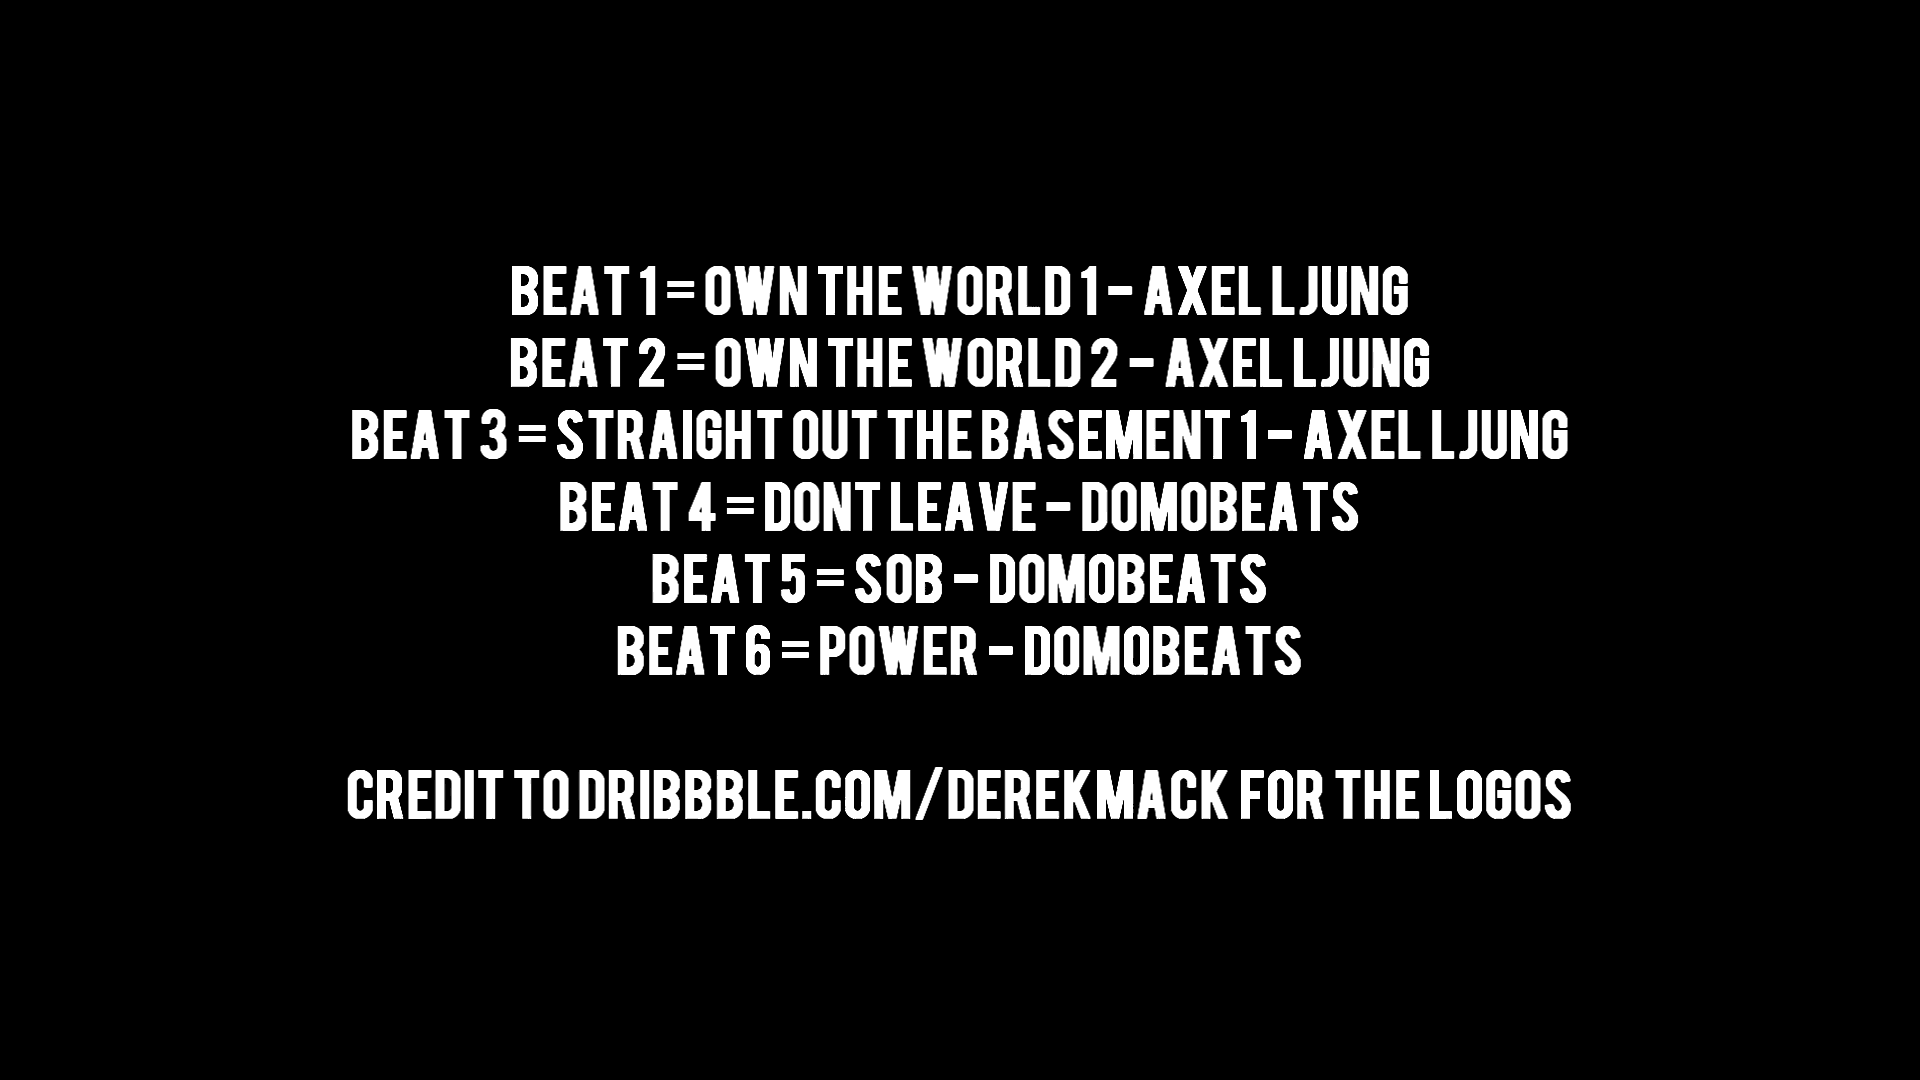 BEAT 1 = OWN THE WORLD 1 - AXEL LJUNG
BEAT 2 = OWN THE WORLD 2 - AXEL LJUNG
BEAT 3 = STRAIGHT OUT THE BASEMENT 1 - AXEL LJUNG
BEAT 4 = DONT LEAVE - DOMOBEATS
BEAT 5 = SOB - DOMOBEATS
BEAT 6 = POWER - DOMOBEATS
CREDIT TO DRIBBBLE.COM/DEREKMACK FOR THE LOGOS